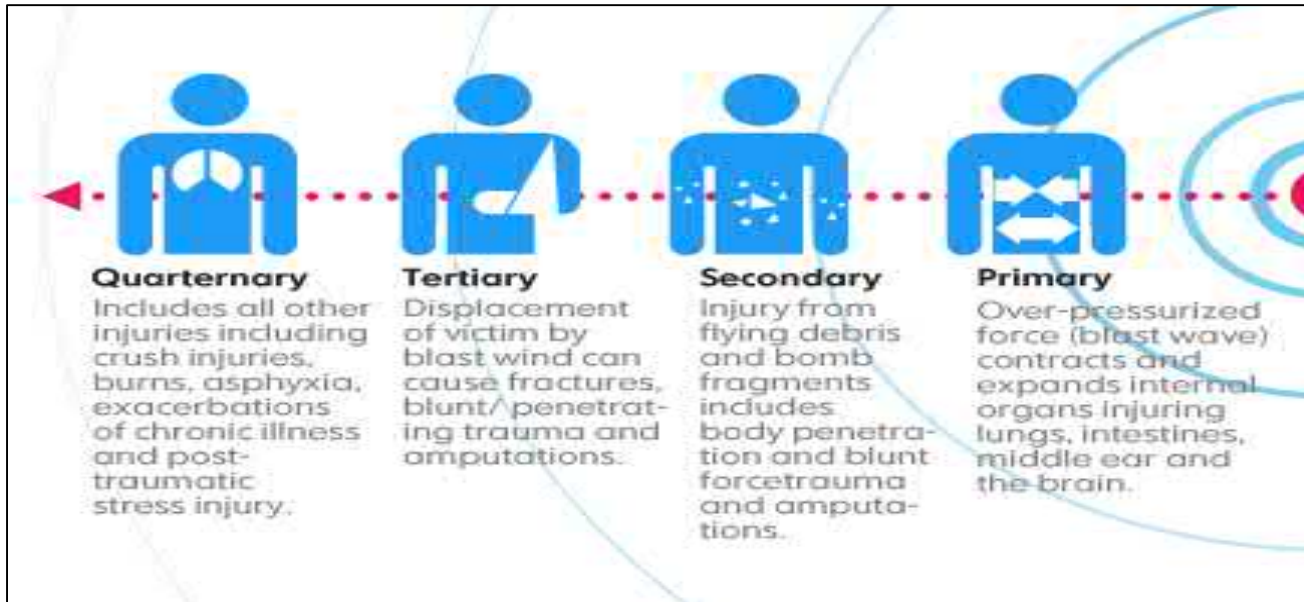 Quarternary
Includes all other
injuries including
crush injuries,
burns, asphyxia,
exacerbations
of chronic illness
and post-
traumatic
stress injury.
Tertiary
Displacement
of victim by
blast wind can
cause fractures,
blunt/penetrat-
ing trauma and
amputations.
Secondary
Injury from
flying debris
and bomb
fragments
includes
body penetra-
tion and blunt
forcetrauma
and amputa-
tions.
Primary
Over-pressurized
force (blast wave)
contracts and
expands internal
organs injuring
lungs, intestines,
middle ear and
the brain.